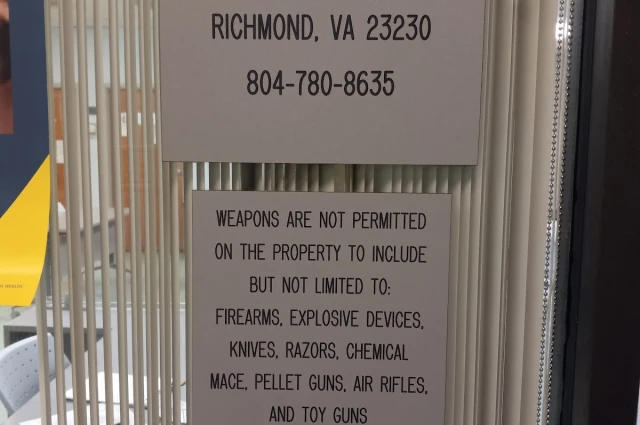 RICHMOND, VA 23230
804-780-8635
WEAPONS ARE NOT PERMITTED
ON THE PROPERTY TO INCLUDE
BUT NOT LIMITED TO:
FIREARMS, EXPLOSIVE DEVICES,
KNIVES, RAZORS, CHEMICAL
MACE, PELLET GUNS, AIR RIFLES,
AND TOY GUNS